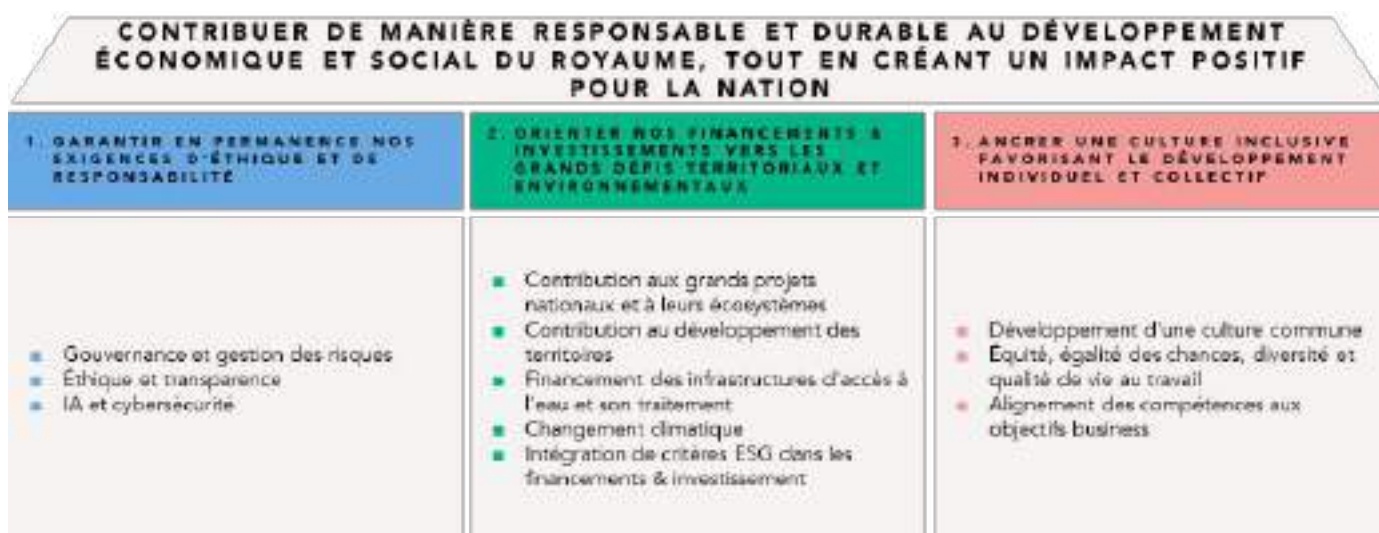 CONTRIBUER DE MANIÈRE RESPONSABLE ET DURABLE AU DÉVELOPPEMENT
ÉCONOMIQUE ET SOCIAL DU ROYAUME, TOUT EN CRÉANT UN IMPACT POSITIF
POUR LA NATION
1. GARANTIR EN PERMANENCE NOS
EXIGENCES D'ÉTHIQUE ET DE
RESPONSABILITÉ
2. ORIENTER NOS FINANCEMENTS &
INVESTISSEMENTS VERS LES
GRANDS DÉFIS TERRITORIAUX ET
ENVIRONNEMENTAUX
3. ANCRER UNE CULTURE INCLUSIVE
FAVORISANT LE DÉVELOPPEMENT
INDIVIDUEL ET COLLECTIF
Gouvernance et gestion des risques
Éthique et transparence
IA et cybersécurité
Contribution aux grands projets
nationaux et à leurs écosystèmes
Contribution au développement des
territoires
Financement des infrastructures d'accès à
l'eau et son traitement
Changement climatique
Intégration de critères ESG dans les
financements & investissement
Développement d'une culture commune
Équité, égalité des chances, diversité et
qualité de vie au travail
Alignement des compétences aux
objectifs business